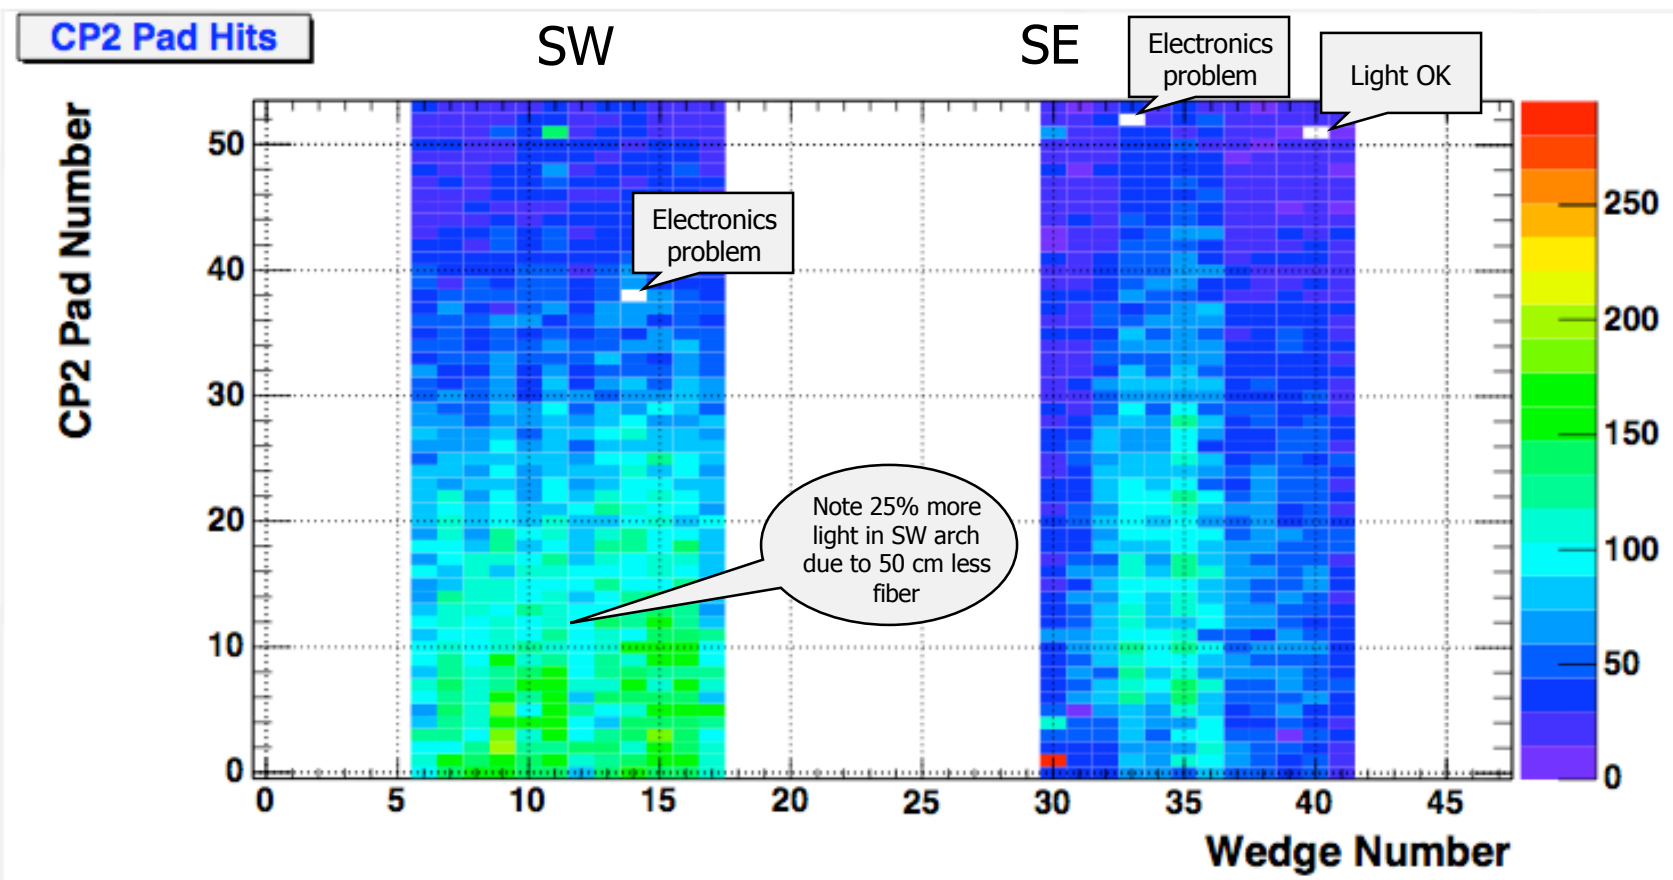 CP2 Pad Hits
SW
SE
Electronics
problem
Light OK
Electronics
problem
Note 25% more
light in SW arch
due to 50 cm less
fiber
CP2 Pad Number
50
40
30
20
10
0
0 5 10 15 20 25 30 35 40 45
Wedge Number
250
200
150
100
50
0